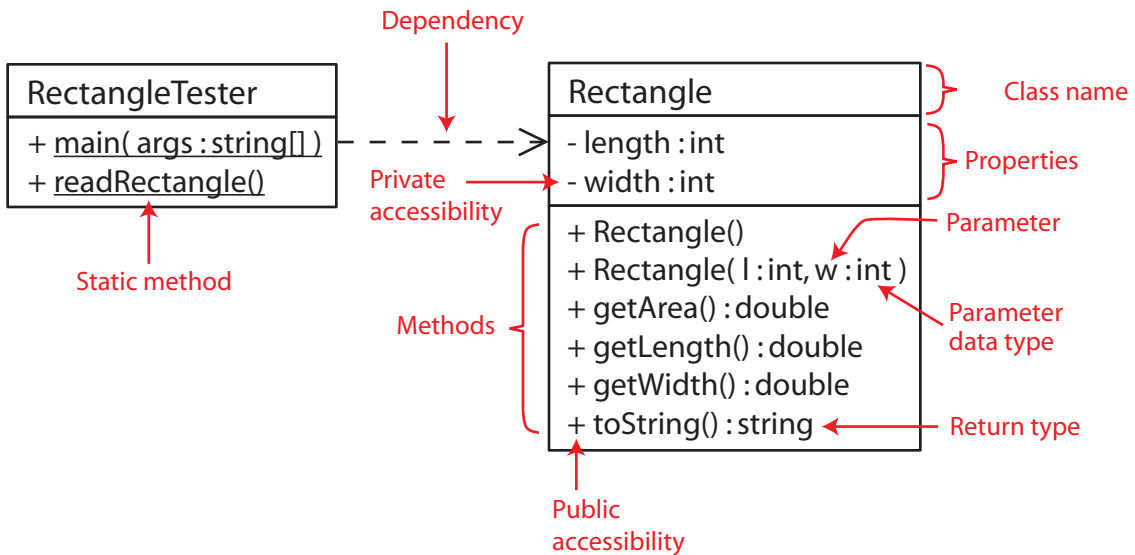 Dependency
RectangleTester
+ main( args : string[] )
+ readRectangle()
Static method
Private
accessibility
Rectangle
- length : int
- width : int
+ Rectangle()
+ Rectangle( l : int, w : int )
+ getArea() : double
+ getLength() : double
+ getWidth() : double
+ toString() : string
Methods
Class name
Properties
Parameter
Parameter
data type
Return type
Public
accessibility